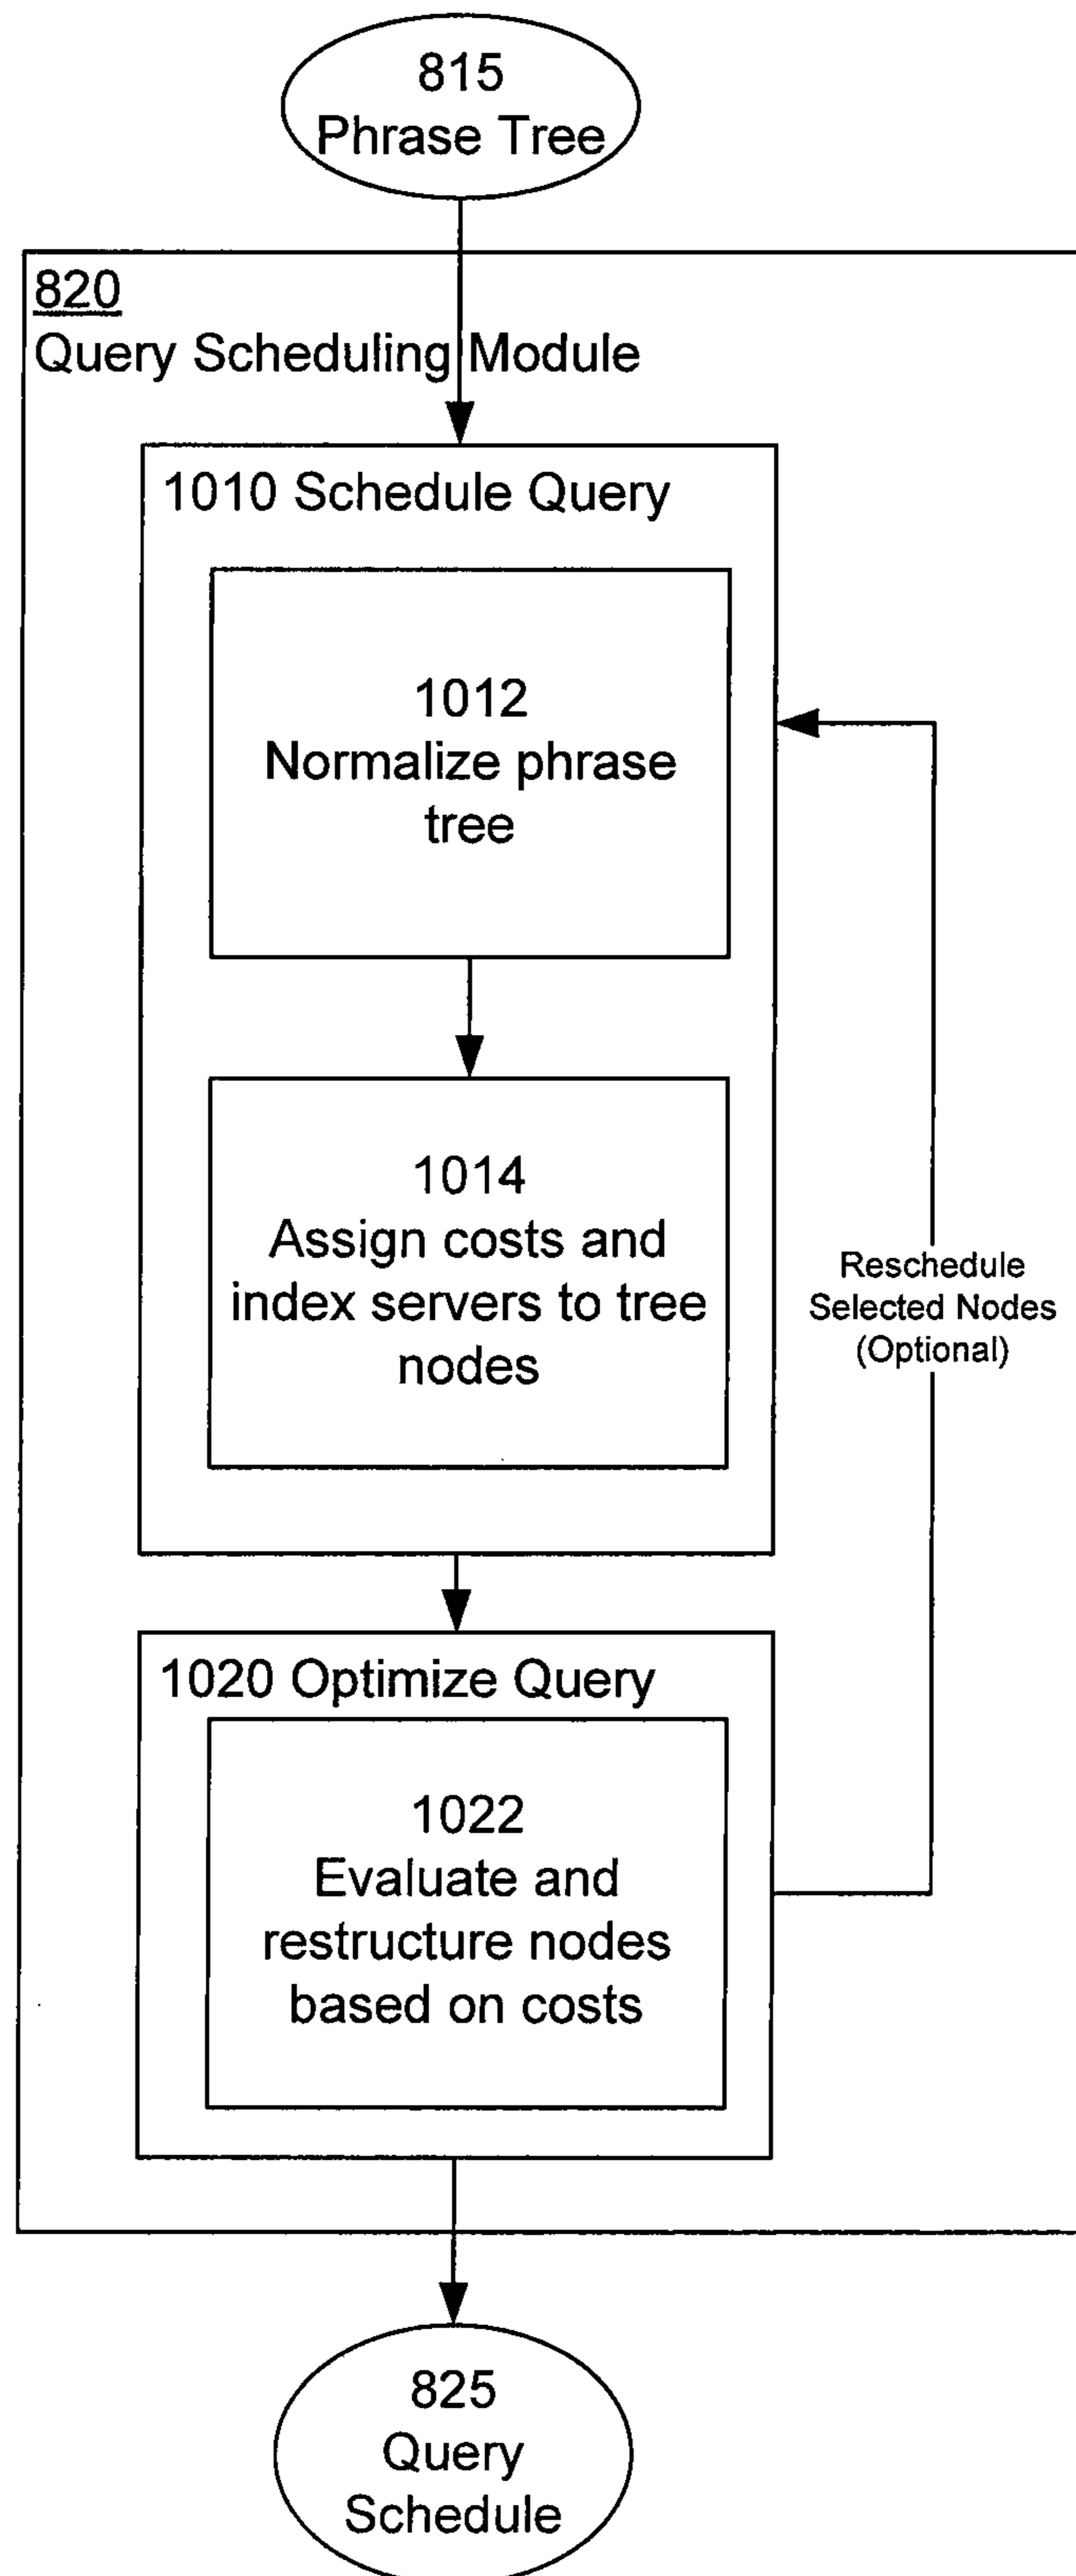 815
Phrase Tree
820
Query Scheduling Module
1010 Schedule Query
1012
Normalize phrase
tree
1014
Assign costs and
index servers to tree
nodes
Reschedule
Selected Nodes
(Optional)
1020 Optimize Query
1022
Evaluate and
restructure nodes
based on costs
825
Query
Schedule